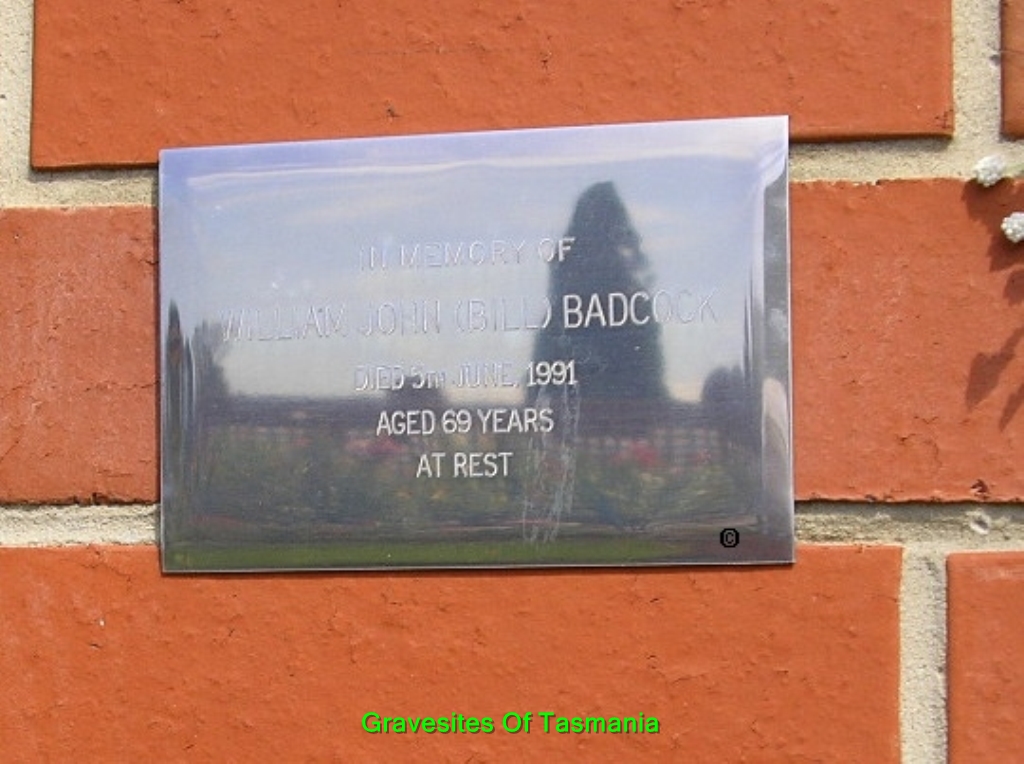 IN MEMORY OF
WILLIAM JOHN (BILL) BADCOCK
DIED 5TH JUNE, 1991
AGED 69 YEARS
AT REST
©
Gravesites Of Tasmania